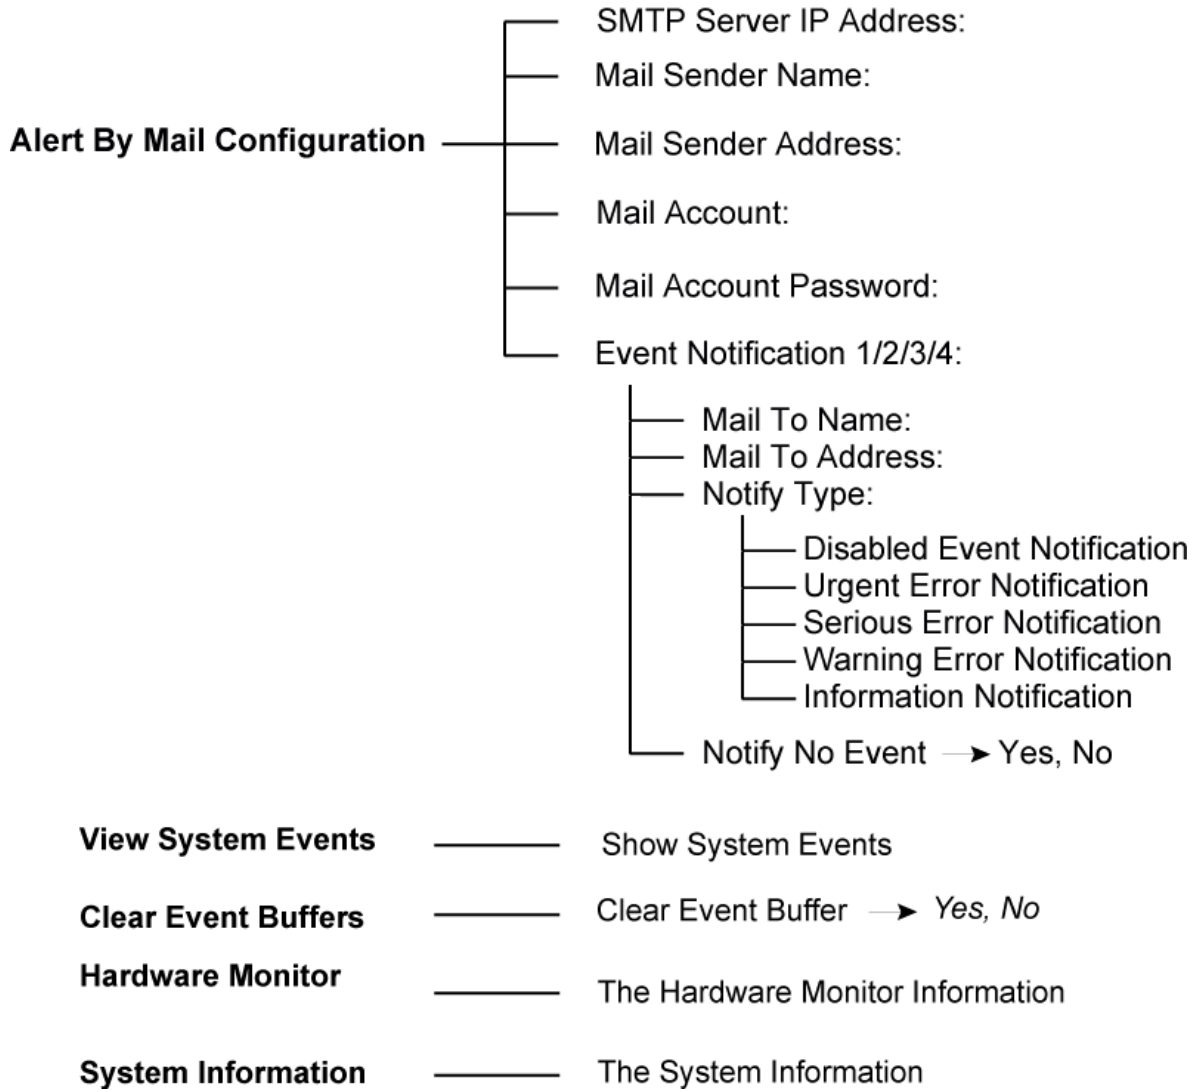 SMTP Server IP Address:
Mail Sender Name:
Alert By Mail Configuration
Mail Sender Address:
Mail Account:
Mail Account Password:
Event Notification 1/2/3/4:
Mail To Name:
Mail To Address:
Notify Type:
Disabled Event Notification
Urgent Error Notification
Serious Error Notification
Warning Error Notification
Information Notification
Notify No Event Yes, No
View System Events Show System Events
Clear Event Buffers Clear Event Buffer Yes, No
Hardware Monitor The Hardware Monitor Information
System Information The System Information